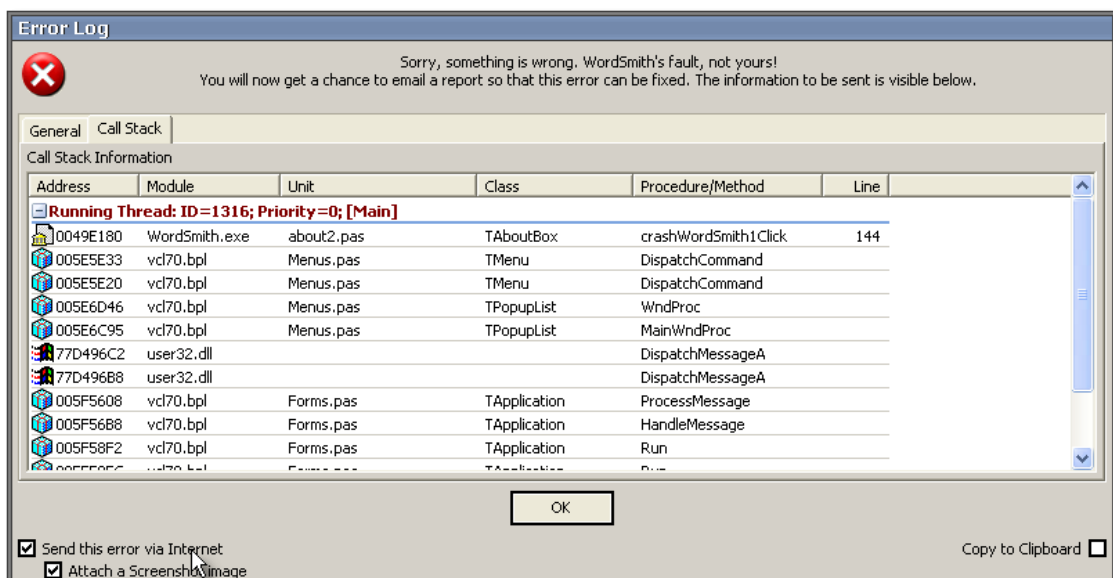 Error Log
Sorry, something is wrong. WordSmith's fault, not yours!
You will now get a chance to email a report so that this error can be fixed. The information to be sent is visible below.
General Call Stack
Call Stack Information
Address Module Unit Class Procedure/Method Line
Running Thread: ID=1316; Priority=0; [Main]
0049E180 WordSmith.exe about2.pas TAboutBox crashWordSmith1Click 144
005E5E33 vcl70.bpl Menus.pas TMenu DispatchCommand
005E5E20 vcl70.bpl Menus.pas TMenu DispatchCommand
005E6D46 vcl70.bpl Menus.pas TPopupList WndProc
005E6C95 vcl70.bpl Menus.pas TPopupList MainWndProc
77D496C2 user32.dll DispatchMessageA
77D496B8 user32.dll DispatchMessageA
005F5608 vcl70.bpl Forms.pas TApplication ProcessMessage
005F56B8 vcl70.bpl Forms.pas TApplication HandleMessage
005F58F2 vcl70.bpl Forms.pas TApplication Run
OK
Send this error via Internet Copy to Clipboard
Attach a Screenshot image